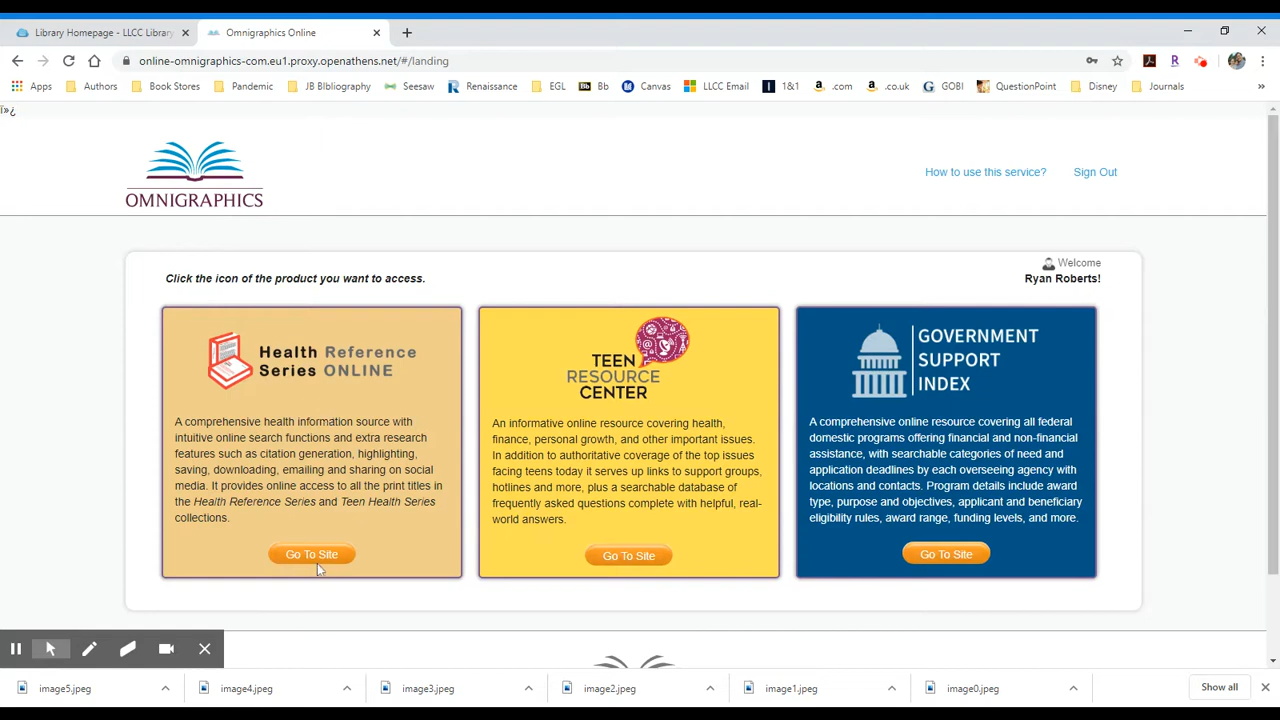 Library Homepage - LLCC Library
Omnigraphics Online
online-omnigraphics-com.eu1.proxy.openathens.net/#/landing
Apps Authors Book Stores Pandemic JB BIbliography Seesaw Renaissance EGL Bb Bb Canvas LLCC Email 1&1 .com .co.uk GOBI QuestionPoint Disney Journals »
ï»¿
OMNIGRAPHICS
How to use this service? Sign Out
Click the icon of the product you want to access.
Welcome
Ryan Roberts!
Health Reference
Series ONLINE
A comprehensive health information source with
intuitive online search functions and extra research
features such as citation generation, highlighting,
saving, downloading, emailing and sharing on social
media. It provides online access to all the print titles in
the Health Reference Series and Teen Health Series
collections.
Go To Site
TEEN
RESOURCE
CENTER
An informative online resource covering health,
finance, personal growth, and other important issues.
In addition to authoritative coverage of the top issues
facing teens today it serves up links to support groups,
hotlines and more, plus a searchable database of
frequently asked questions complete with helpful, real-
world answers.
Go To Site
GOVERNMENT
SUPPORT
INDEX
A comprehensive online resource covering all federal
domestic programs offering financial and non-financial
assistance, with searchable categories of need and
application deadlines by each overseeing agency with
locations and contacts. Program details include award
type, purpose and objectives, applicant and beneficiary
eligibility rules, award range, funding levels, and more.
Go To Site
image5.jpeg image4.jpeg image3.jpeg image2.jpeg image1.jpeg image0.jpeg Show all